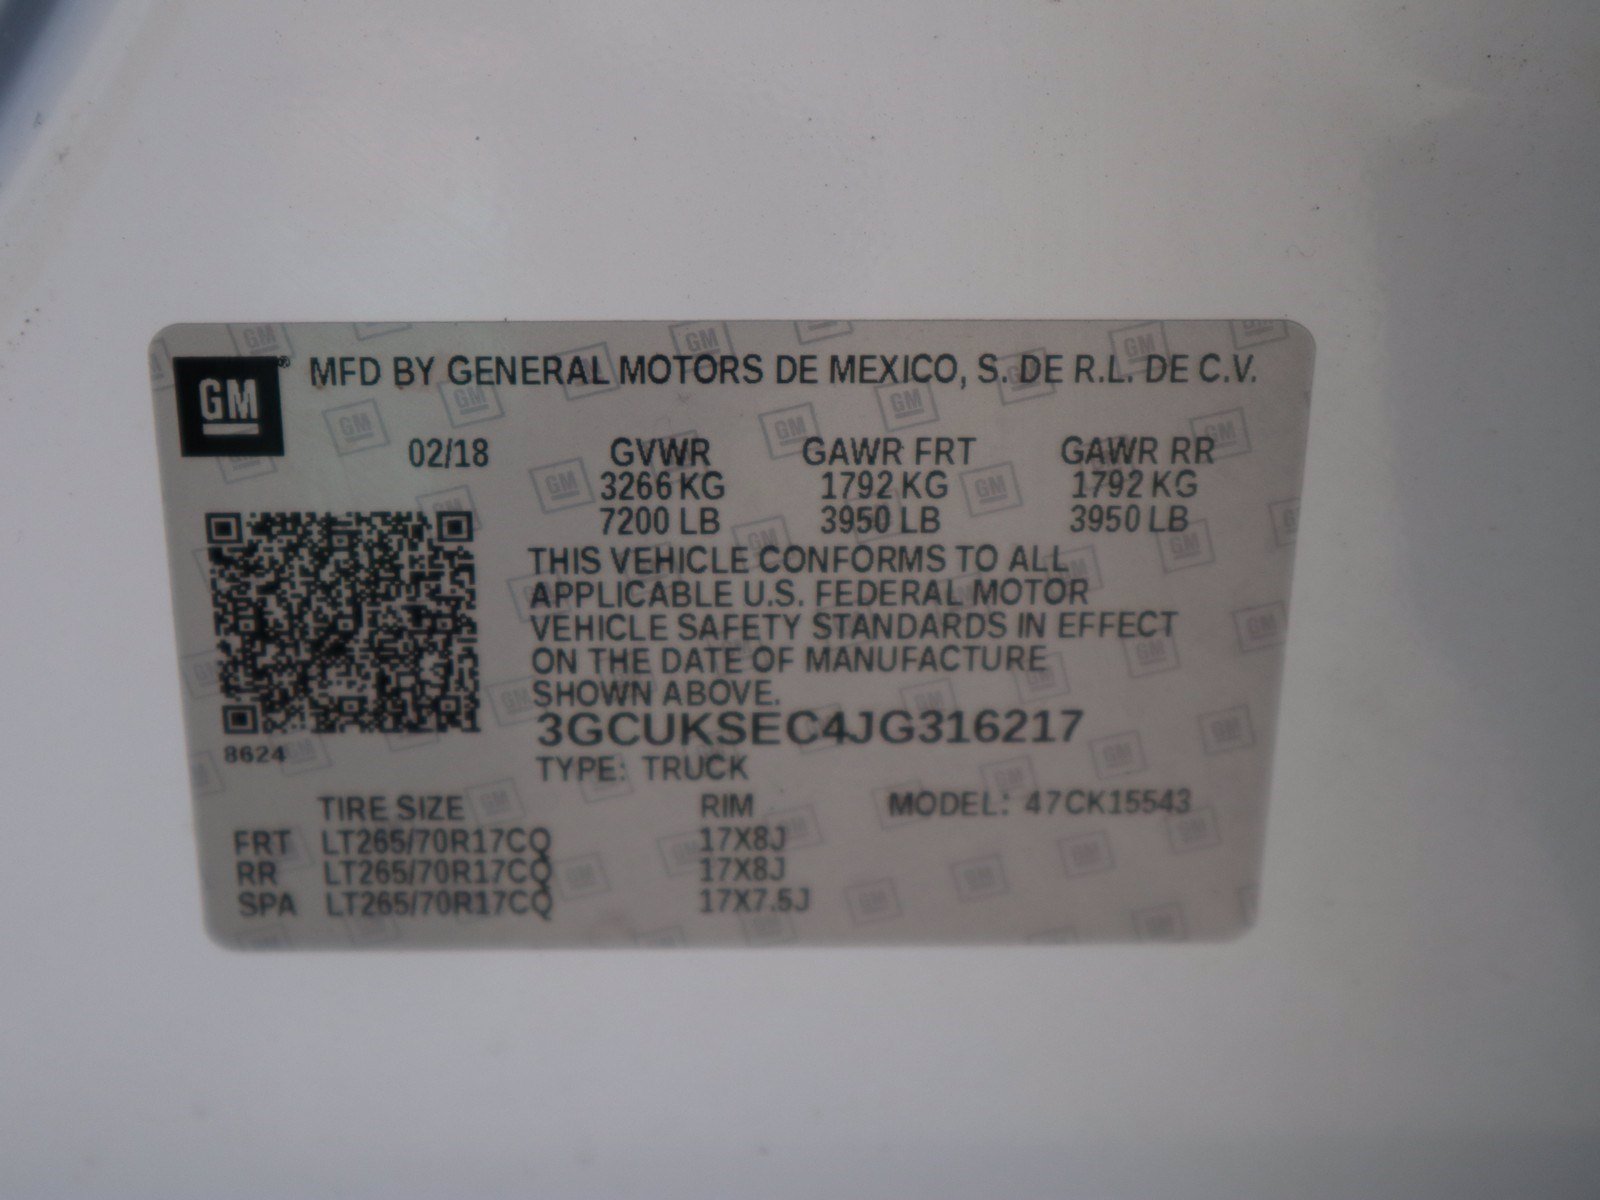 GM® MFD BY GENERAL MOTORS DE MEXICO, S. DE R.L. DE C.V.
02/18 GVWR GAWR FRT GAWR RR
3266 KG 1792 KG 1792 KG
7200 LB 3950 LB 3950 LB
THIS VEHICLE CONFORMS TO ALL
APPLICABLE U.S. FEDERAL MOTOR
VEHICLE SAFETY STANDARDS IN EFFECT
ON THE DATE OF MANUFACTURE
SHOWN ABOVE.
3GCUKSEC4JG316217
8624
TYPE: TRUCK
TIRE SIZE RIM MODEL: 47CK15543
FRT LT265/70R17CQ 17X8J
RR LT265/70R17CQ 17X8J
SPA LT265/70R17CQ 17X7.5J